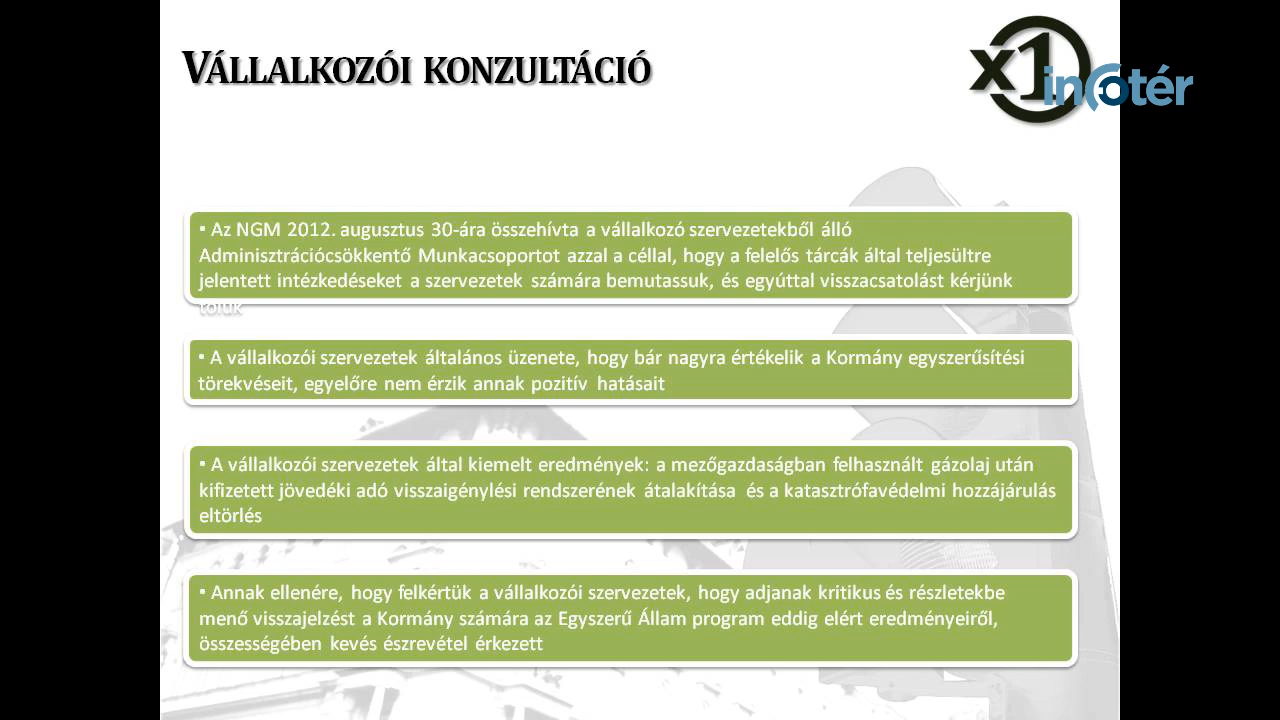 VÁLLALKOZÓI KONZULTÁCIÓ
x1
infotér
▪ Az NGM 2012. augusztus 30-ára összehívta a vállalkozó szervezetekből álló
Adminisztrációcsökkentő Munkacsoportot azzal a céllal, hogy a felelős tárcák által teljesültre
jelentett intézkedéseket a szervezetek számára bemutassuk, és egyúttal visszacsatolást kérjünk
tőlük
▪ A vállalkozói szervezetek általános üzenete, hogy bár nagyra értékelik a Kormány egyszerűsítési
törekvéseit, egyelőre nem érzik annak pozitív hatásait
▪ A vállalkozói szervezetek által kiemelt eredmények: a mezőgazdaságban felhasznált gázolaj után
kifizetett jövedéki adó visszaigénylési rendszerének átalakítása és a katasztrófavédelmi hozzájárulás
eltörlés
▪ Annak ellenére, hogy felkértük a vállalkozói szervezetek, hogy adjanak kritikus és részletekbe
menő visszajelzést a Kormány számára az Egyszerű Állam program eddig elért eredményeiről,
összességében kevés észrevétel érkezett